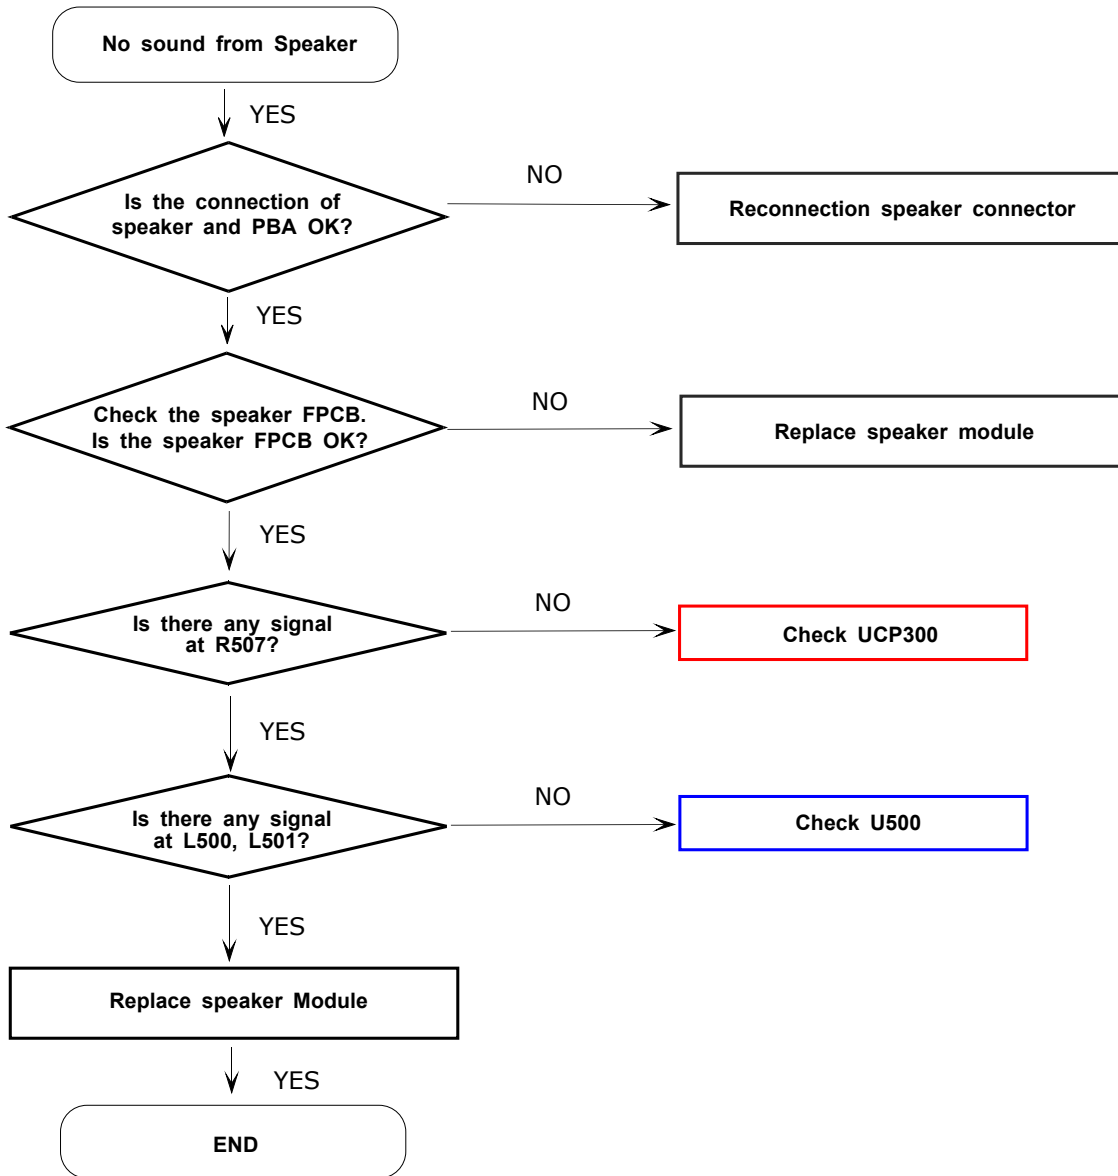 No sound from Speaker
YES
Is the connection of
speaker and PBA OK?
NO
Reconnection speaker connector
YES
Check the speaker FPCB.
Is the speaker FPCB OK?
NO
Replace speaker module
YES
Is there any signal
at R507?
NO
Check UCP300
YES
Is there any signal
at L500, L501?
NO
Check U500
YES
Replace speaker Module
YES
END